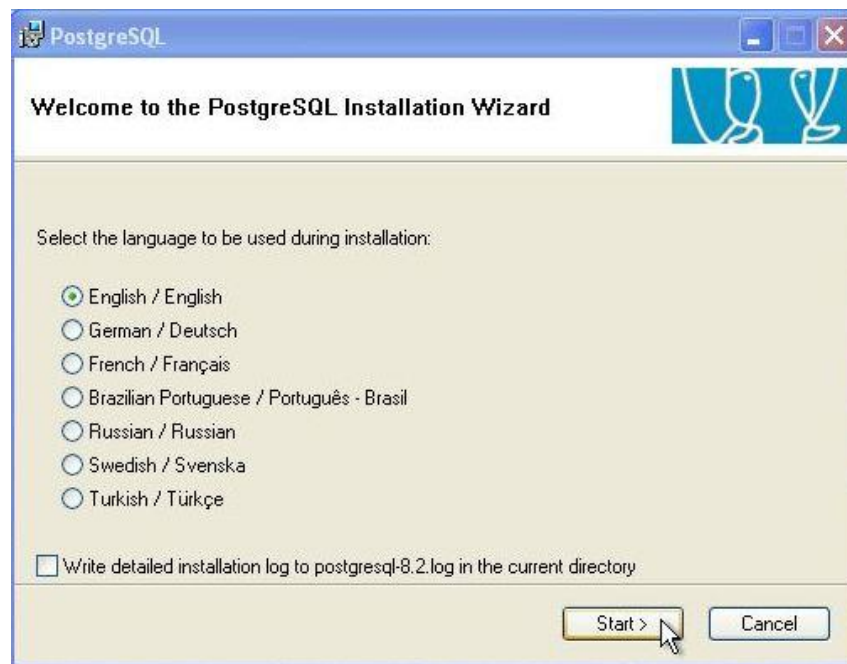 PostgreSQL
Welcome to the PostgreSQL Installation Wizard
Select the language to be used during installation:
English / English
German / Deutsch
French / Français
Brazilian Portuguese / Português - Brasil
Russian / Russian
Swedish / Svenska
Turkish / Türkçe
Write detailed installation log to postgresql-8.2.log in the current directory
Start > Cancel